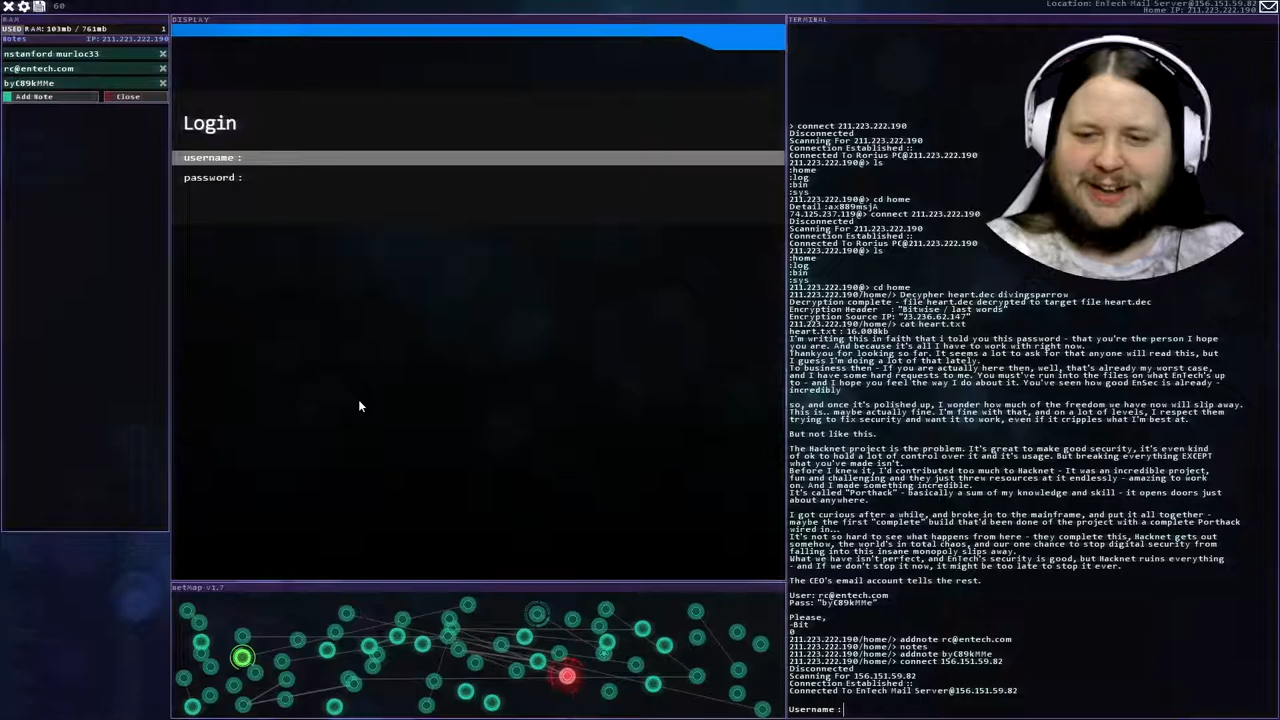 60
Location: EnTech Mail Server@156.151.59.82
Home IP: 211.223.222.190
RAM
USED RAM: 103mb / 761mb 1
Notes IP: 211.223.222.190
nstanford murloc33
rc@entech.com
byC89kMMe
Add Note
Close
DISPLAY
Login
username :
password :
netMap v1.7
TERMINAL
> connect 211.223.222.190
Disconnected
Scanning For 211.223.222.190
Connection Established ::
Connected To Rorius PC@211.223.222.190
211.223.222.190@> ls
:home
:log
:bin
:sys
211.223.222.190@> cd home
Detail :ax889msjA
74.125.237.119@> connect 211.223.222.190
Disconnected
Scanning For 211.223.222.190
Connection Established ::
Connected To Rorius PC@211.223.222.190
211.223.222.190@> ls
:home
:log
:bin
:sys
211.223.222.190@> cd home
211.223.222.190/home/> Decypher heart.dec divingsparrow
Decryption complete - file heart.dec decrypted to target file heart.dec
Encryption Header : "Bitwise / last words"
Encryption Source IP: "23.236.62.147"
211.223.222.190/home/> cat heart.txt
heart.txt : 16.008kb
I'm writing this in faith that i told you this password - that you're the person I hope
you are. And because it's all I have to work with right now.
Thankyou for looking so far. It seems a lot to ask for that anyone will read this, but
I guess I'm doing a lot of that lately.
To business then - If you are actually here then, well, that's already my worst case,
and I have some hard requests to me. You must've run into the files on what EnTech's up
to - and I hope you feel the way I do about it. You've seen how good EnSec is already -
incredibly
so, and once it's polished up, I wonder how much of the freedom we have now will slip away.
This is.. maybe actually fine. I'm fine with that, and on a lot of levels, I respect them
trying to fix security and want it to work, even if it cripples what I'm best at.
But not like this.
The Hacknet project is the problem. It's great to make good security, it's even kind
of ok to hold a lot of control over it and it's usage. But breaking everything EXCEPT
what you've made isn't.
Before I knew it, I'd contributed too much to Hacknet - It was an incredible project,
fun and challenging and they just threw resources at it endlessly - amazing to work
on. And I made something incredible.
It's called "Porthack" - basically a sum of my knowledge and skill - it opens doors just
about anywhere.
I got curious after a while, and broke in to the mainframe, and put it all together -
maybe the first "complete" build that'd been done of the project with a complete Porthack
wired in...
It's not so hard to see what happens from here - they complete this, Hacknet gets out
somehow, the world's in total chaos, and our one chance to stop digital security from
falling into this insane monopoly slips away.
What we have isn't perfect, and EnTech's security is good, but Hacknet ruins everything
- and If we don't stop it now, it might be too late to stop it ever.
The CEO's email account tells the rest.
User: rc@entech.com
Pass: "byC89kMMe"
Please,
-Bit
0
211.223.222.190/home/> addnote rc@entech.com
211.223.222.190/home/> notes
211.223.222.190/home/> addnote byC89kMMe
211.223.222.190/home/> connect 156.151.59.82
Disconnected
Scanning For 156.151.59.82
Connection Established ::
Connected To EnTech Mail Server@156.151.59.82
Username :